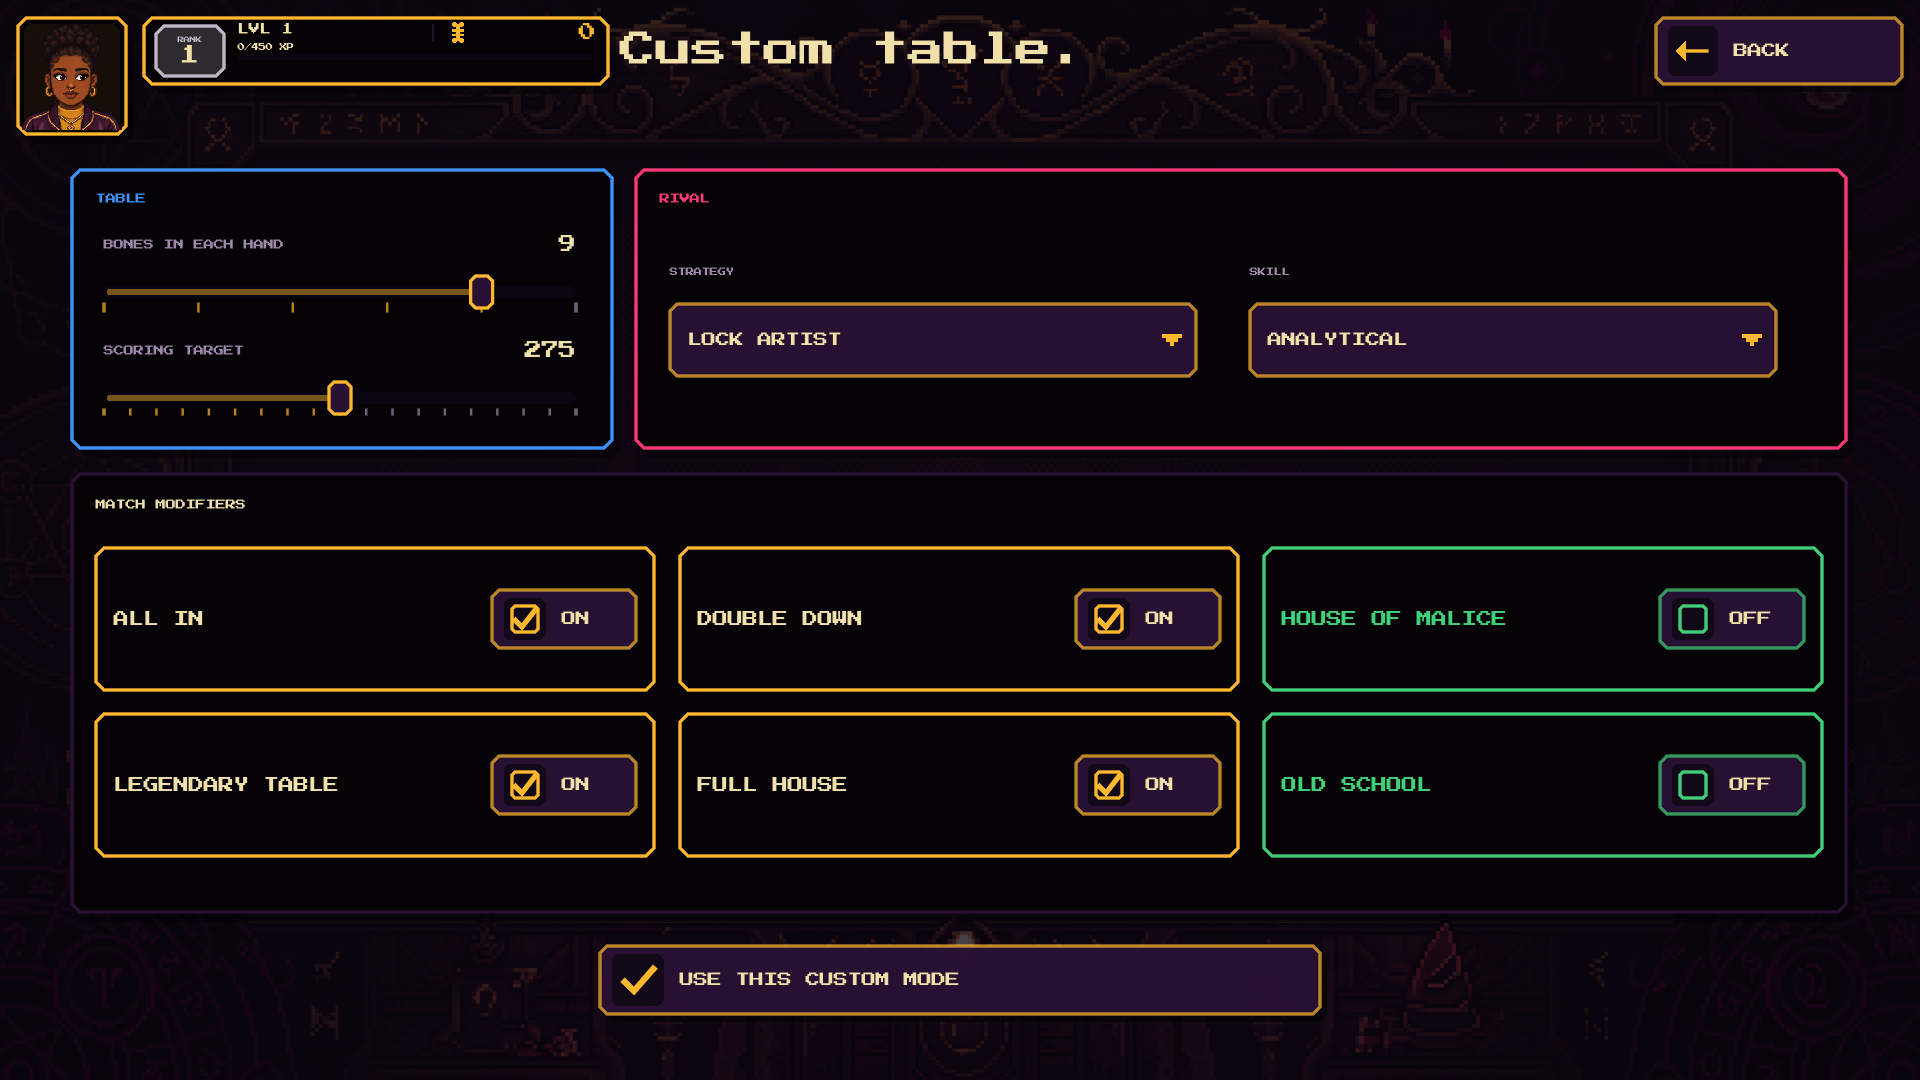 RANK
1
LVL 1
0/450 XP
0
Custom table.
BACK
TABLE
BONES IN EACH HAND
9
SCORING TARGET
275
RIVAL
STRATEGY
LOCK ARTIST
SKILL
ANALYTICAL
MATCH MODIFIERS
ALL IN
ON
DOUBLE DOWN
ON
HOUSE OF MALICE
OFF
LEGENDARY TABLE
ON
FULL HOUSE
ON
OLD SCHOOL
OFF
USE THIS CUSTOM MODE